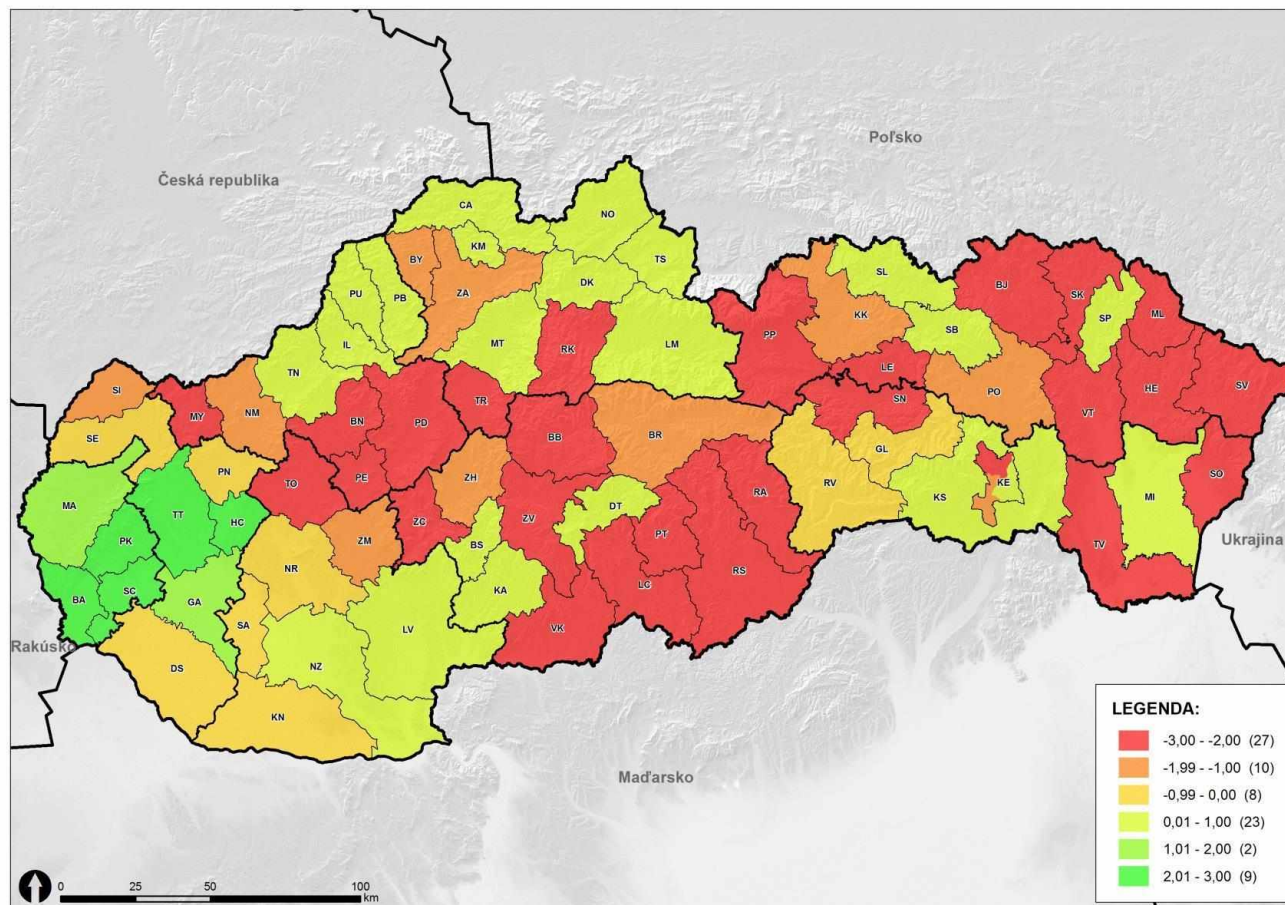 Poľsko
Česká republika
CA
NO
KM
TS
BY
SL
PU
PB
ZA
DK
BJ
SK
SP
ML
KK
SB
IL
MT
RK
LM
PP
LE
TN
SI
MY
NM
BN
PD
TR
BB
BR
SN
PO
VT
HE
SV
SE
PN
TO
PE
ZH
GL
RV
KS
KE
MI
SO
MA
TT
HC
ZM
ZC
ZV
DT
PT
RA
PK
NR
BS
KA
LC
RS
TV
Ukrajina
BA
SC
GA
SA
LV
VK
Rakúsko
DS
NZ
KN
Maďarsko
LEGENDA:
-3,00 - -2,00 (27)
-1,99 - -1,00 (10)
-0,99 - 0,00 (8)
0,01 - 1,00 (23)
1,01 - 2,00 (2)
2,01 - 3,00 (9)
0 25 50 100
km